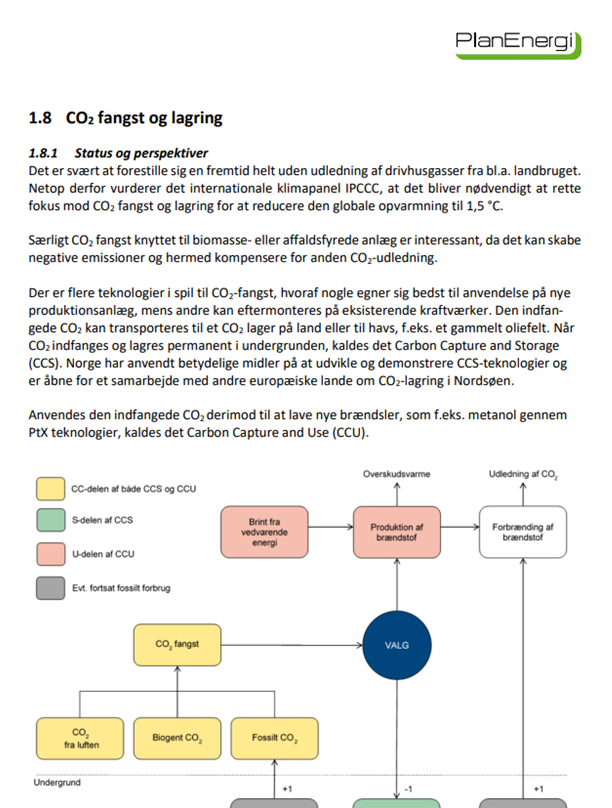 PlanEnergi
1.8 CO₂ fangst og lagring
1.8.1 Status og perspektiver
Det er svært at forestille sig en fremtid helt uden udledning af drivhusgasser fra bl.a. landbruget.
Netop derfor vurderer det internationale klimapanel IPCCC, at det bliver nødvendigt at rette
fokus mod CO₂ fangst og lagring for at reducere den globale opvarmning til 1,5 °C.
Særligt CO₂ fangst knyttet til biomasse- eller affaldsfyrede anlæg er interessant, da det kan skabe
negative emissioner og hermed kompensere for anden CO₂-udledning.
Der er flere teknologier i spil til CO₂-fangst, hvoraf nogle egner sig bedst til anvendelse på nye
produktionsanlæg, mens andre kan eftermonteres på eksisterende kraftværker. Den indfan-
gede CO₂ kan transporteres til et CO₂ lager på land eller til havs, f.eks. et gammelt oliefelt. Når
CO₂ indfanges og lagres permanent i undergrunden, kaldes det Carbon Capture and Storage
(CCS). Norge har anvendt betydelige midler på at udvikle og demonstrere CCS-teknologier og
er åbne for et samarbejde med andre europæiske lande om CO₂-lagring i Nordsøen.
Anvendes den indfangede CO₂ derimod til at lave nye brændsler, som f.eks. metanol gennem
PtX teknologier, kaldes det Carbon Capture and Use (CCU).
Overskudsvarme
Udledning af CO₂
CC-delen af både CCS og CCU
S-delen af CCS
U-delen af CCU
Evt. fortsat fossilt forbrug
Brint fra
vedvarende
energi
Produktion af
brændstof
Forbrænding af
brændstof
CO₂ fangst
VALG
CO₂
fra luften
Biogent CO₂
Fossilt CO₂
Undergrund
+1
-1
+1